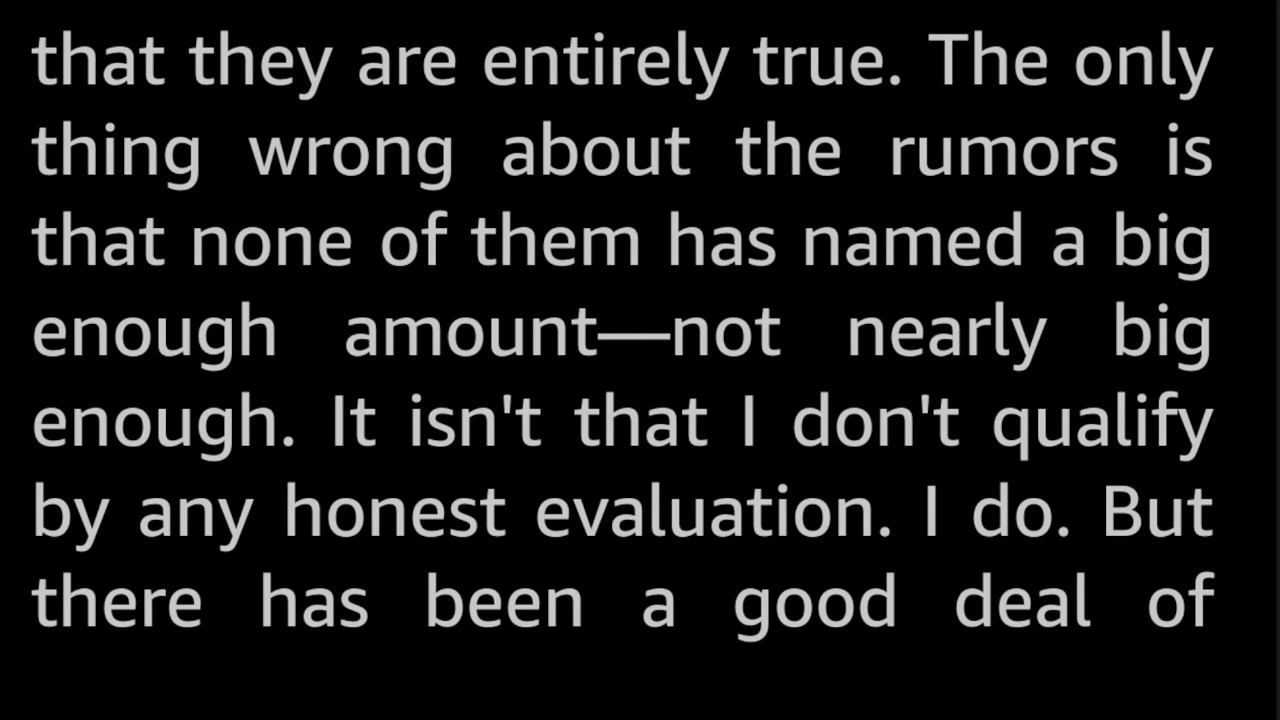 that they are entirely true. The only
thing wrong about the rumors is
that none of them has named a big
enough amount—not nearly big
enough. It isn't that I don't qualify
by any honest evaluation. I do. But
there has been a good deal of